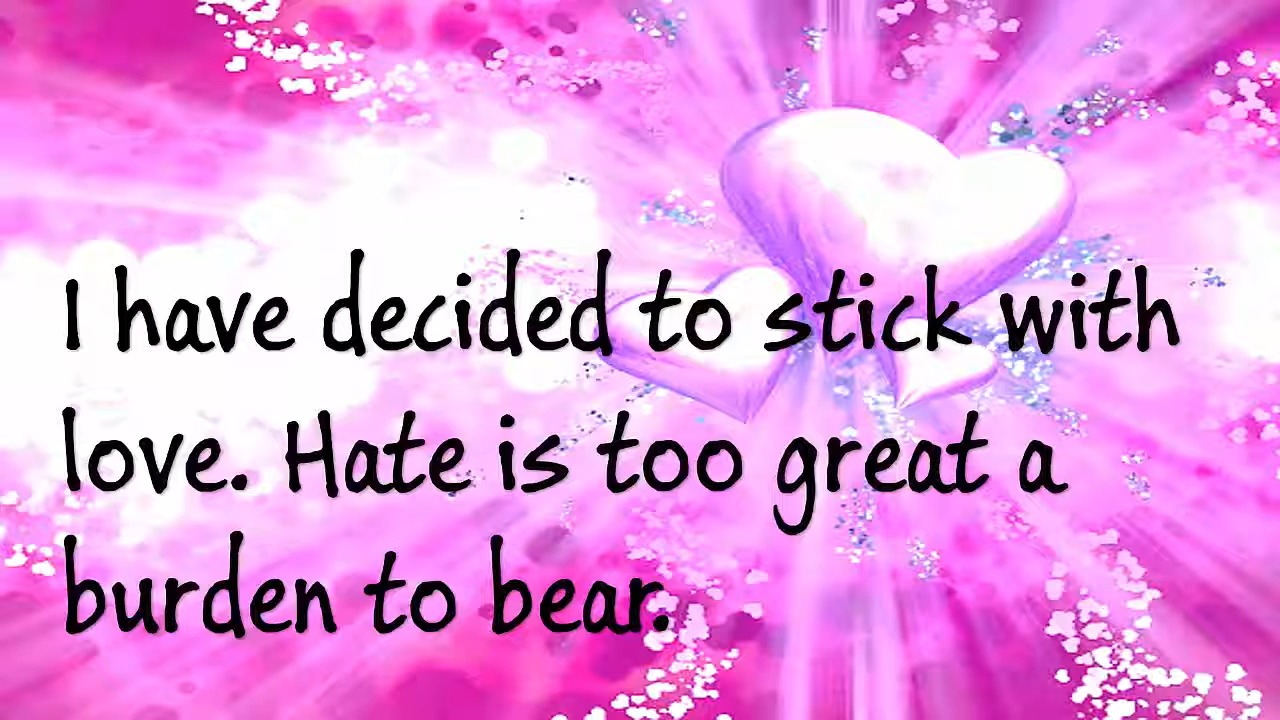 I have decided to stick with
love. Hate is too great a
burden to bear.